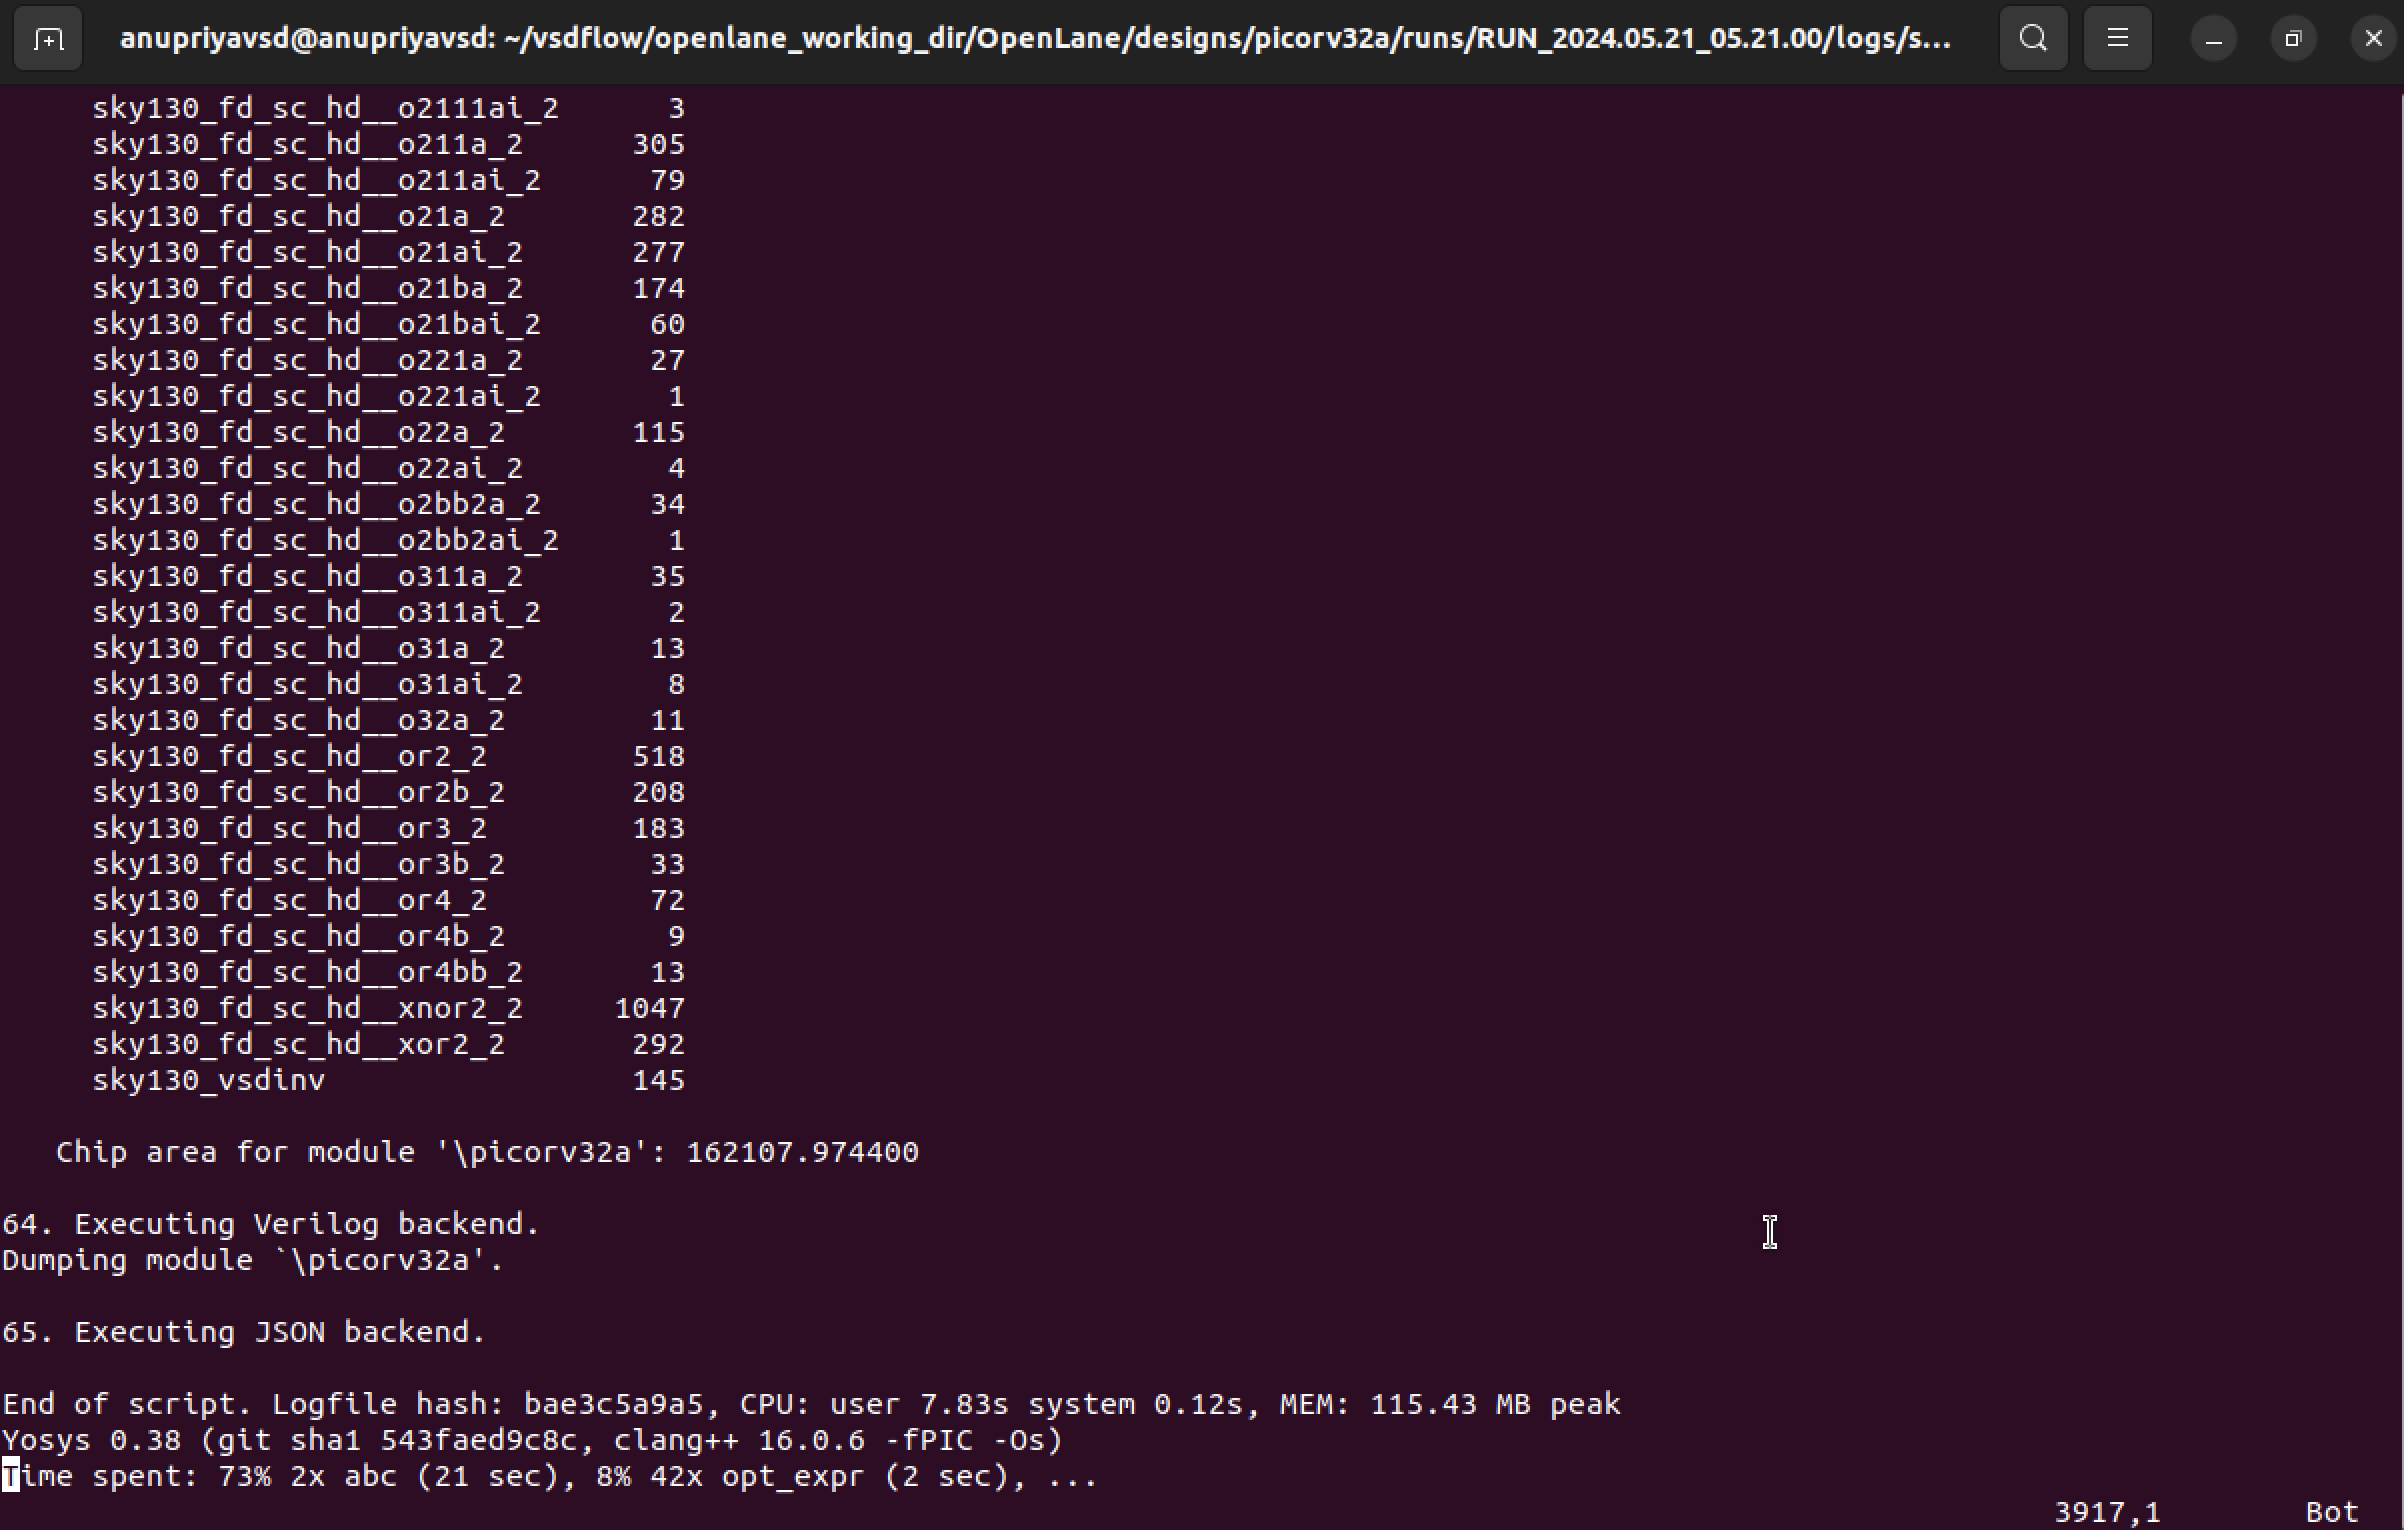 anupriyavsd@anupriyavsd: ~/vsdflow/openlane_working_dir/OpenLane/designs/picorv32a/runs/RUN_2024.05.21_05.21.00/logs/s...
sky130_fd_sc_hd__o2111ai_2 3
sky130_fd_sc_hd__o211a_2 305
sky130_fd_sc_hd__o211ai_2 79
sky130_fd_sc_hd__o21a_2 282
sky130_fd_sc_hd__o21ai_2 277
sky130_fd_sc_hd__o21ba_2 174
sky130_fd_sc_hd__o21bai_2 60
sky130_fd_sc_hd__o221a_2 27
sky130_fd_sc_hd__o221ai_2 1
sky130_fd_sc_hd__o22a_2 115
sky130_fd_sc_hd__o22ai_2 4
sky130_fd_sc_hd__o2bb2a_2 34
sky130_fd_sc_hd__o2bb2ai_2 1
sky130_fd_sc_hd__o311a_2 35
sky130_fd_sc_hd__o311ai_2 2
sky130_fd_sc_hd__o31a_2 13
sky130_fd_sc_hd__o31ai_2 8
sky130_fd_sc_hd__o32a_2 11
sky130_fd_sc_hd__or2_2 518
sky130_fd_sc_hd__or2b_2 208
sky130_fd_sc_hd__or3_2 183
sky130_fd_sc_hd__or3b_2 33
sky130_fd_sc_hd__or4_2 72
sky130_fd_sc_hd__or4b_2 9
sky130_fd_sc_hd__or4bb_2 13
sky130_fd_sc_hd__xnor2_2 1047
sky130_fd_sc_hd__xor2_2 292
sky130_vsdinv 145
Chip area for module '\picorv32a': 162107.974400
64. Executing Verilog backend.
Dumping module `\picorv32a'.
65. Executing JSON backend.
End of script. Logfile hash: bae3c5a9a5, CPU: user 7.83s system 0.12s, MEM: 115.43 MB peak
Yosys 0.38 (git sha1 543faed9c8c, clang++ 16.0.6 -fPIC -Os)
Time spent: 73% 2x abc (21 sec), 8% 42x opt_expr (2 sec), ...
3917,1 Bot